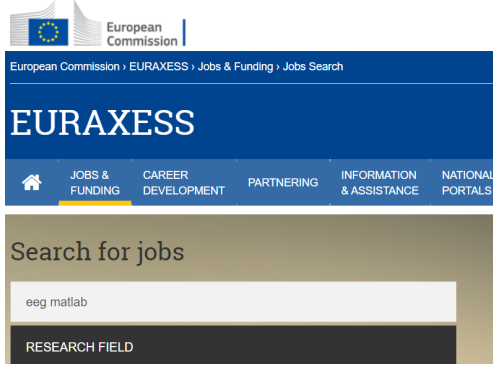 European
Commission
European Commission › EURAXESS › Jobs & Funding › Jobs Search
EURAXESS
JOBS &
FUNDING
CAREER
DEVELOPMENT
PARTNERING
INFORMATION
& ASSISTANCE
NATIONAL
PORTALS
Search for jobs
eeg matlab
RESEARCH FIELD